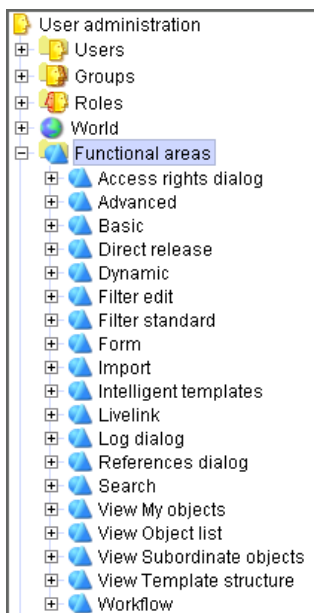 User administration
Users
Groups
Roles
World
Functional areas
Access rights dialog
Advanced
Basic
Direct release
Dynamic
Filter edit
Filter standard
Form
Import
Intelligent templates
Livelink
Log dialog
References dialog
Search
View My objects
View Object list
View Subordinate objects
View Template structure
Workflow